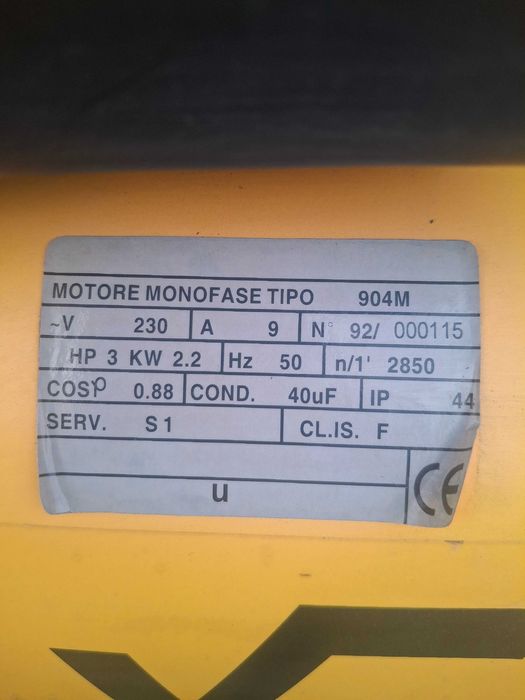 MOTORE MONOFASE TIPO 904M
~V 230 A 9 N° 92/ 000115
HP 3 KW 2.2 Hz 50 n/1' 2850
COSρ 0.88 COND. 40uF IP 44
SERV. S1 CL.IS. F
u CE